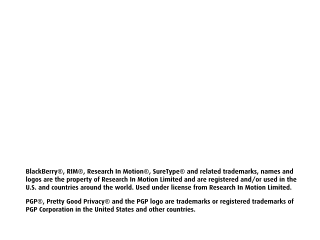 BlackBerry®, RIM®, Research In Motion®, SureType® and related trademarks, names and
logos are the property of Research In Motion Limited and are registered and/or used in the
U.S. and countries around the world. Used under license from Research In Motion Limited.
PGP®, Pretty Good Privacy® and the PGP logo are trademarks or registered trademarks of
PGP Corporation in the United States and other countries.